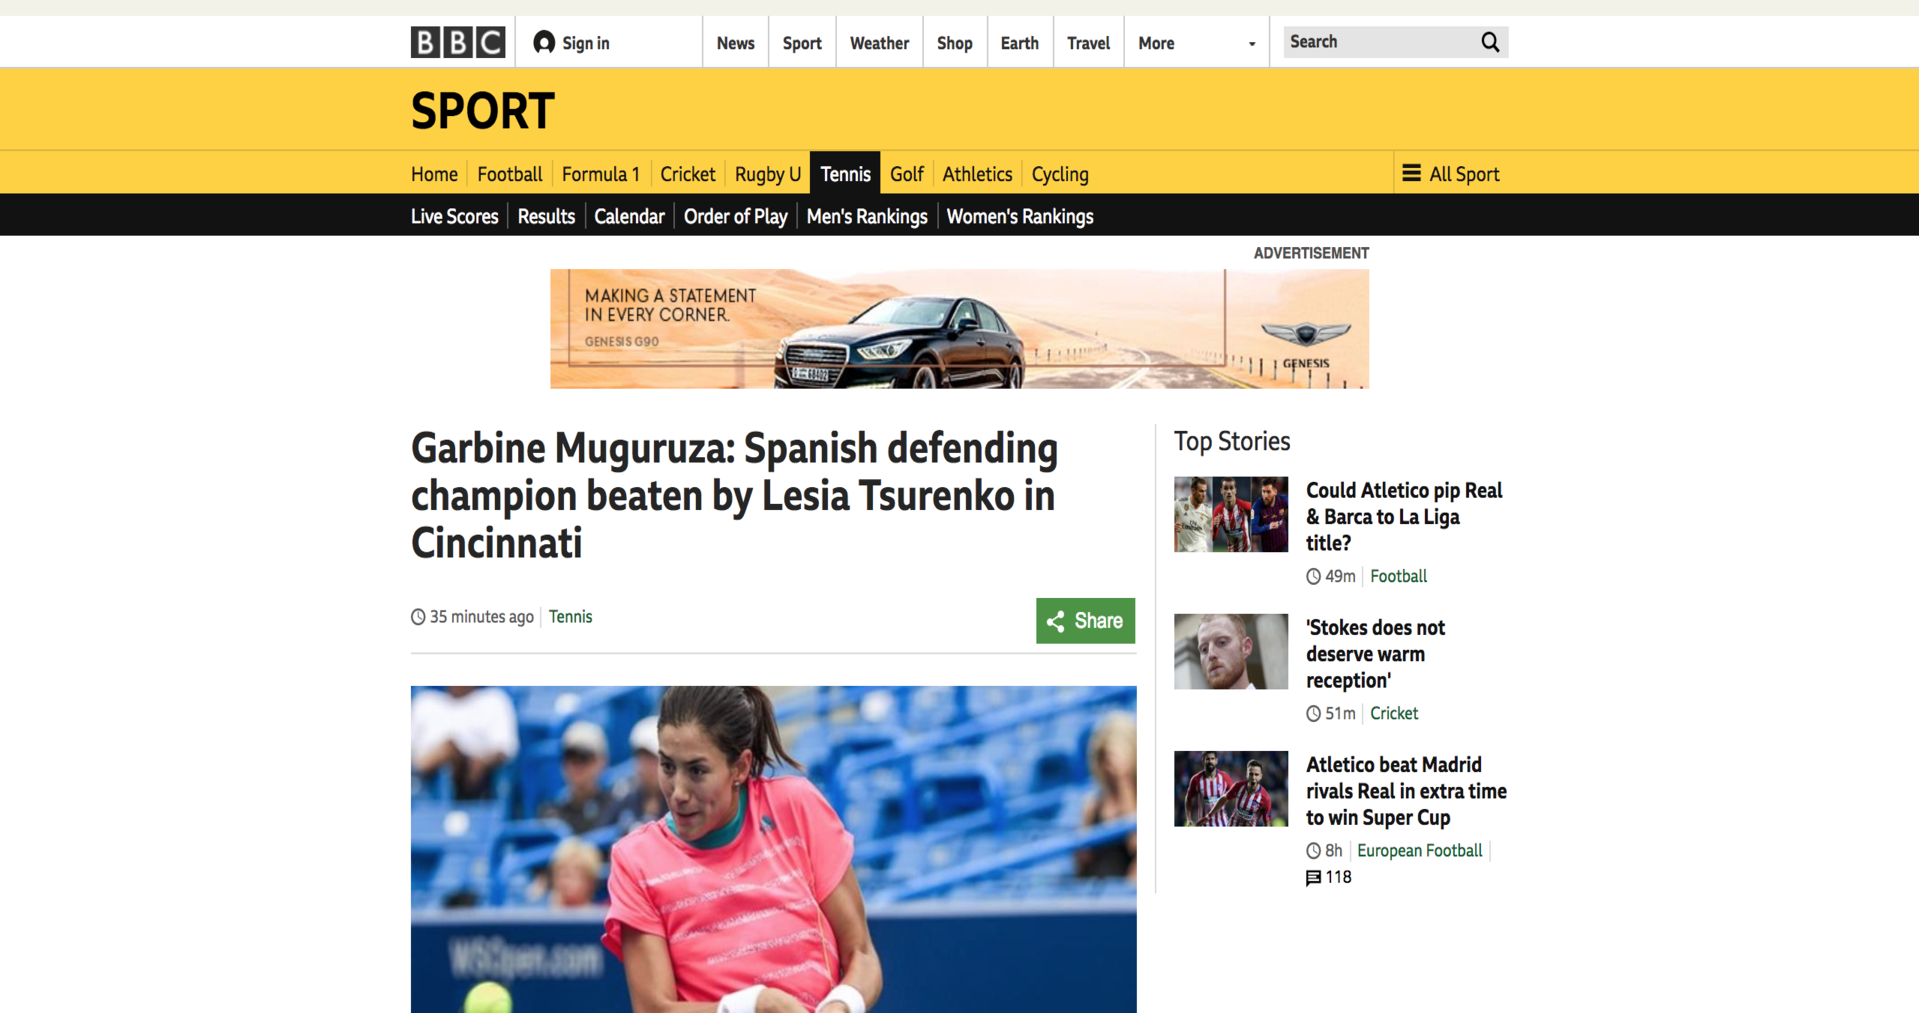 BBC
Sign in
News
Sport
Weather
Shop
Earth
Travel
More
Search
SPORT
Home
Football
Formula 1
Cricket
Rugby U
Tennis
Golf
Athletics
Cycling
All Sport
Live Scores
Results
Calendar
Order of Play
Men's Rankings
Women's Rankings
ADVERTISEMENT
MAKING A STATEMENT
IN EVERY CORNER.
GENESIS G90
68402
GENESIS
Garbine Muguruza: Spanish defending
champion beaten by Lesia Tsurenko in
Cincinnati
35 minutes ago
Tennis
Share
WSOpen.com
Top Stories
Could Atletico pip Real
& Barca to La Liga
title?
49m
Football
'Stokes does not
deserve warm
reception'
51m
Cricket
Atletico beat Madrid
rivals Real in extra time
to win Super Cup
8h
European Football
118